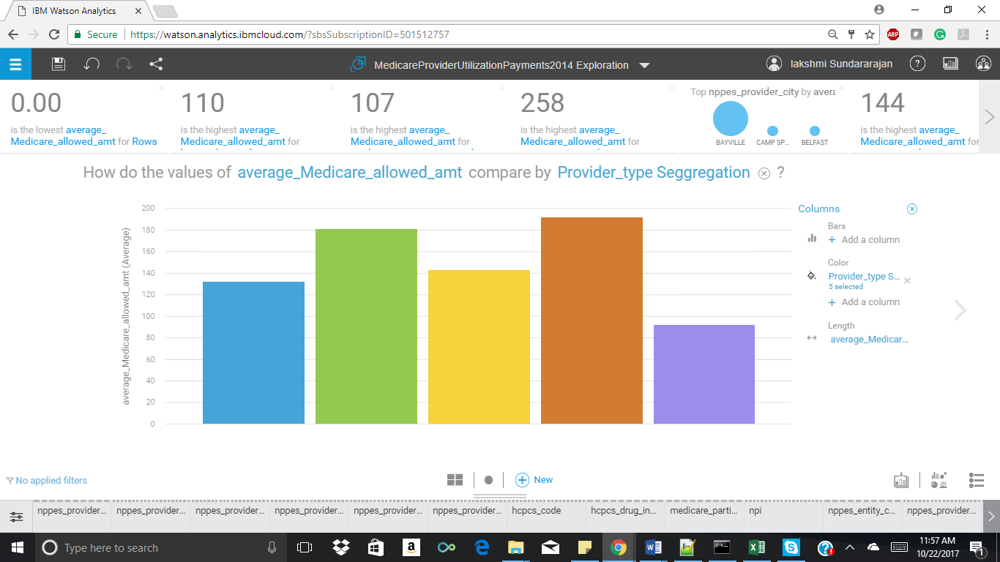 IBM Watson Analytics
Secure
https://watson.analytics.ibmcloud.com/?sbsSubscriptionID=501512757
ABP
MedicareProviderUtilizationPayments2014 Exploration
lakshmi Sundararajan
?
0.00
is the lowest average_
Medicare_allowed_amt for Rows
110
is the highest average_
Medicare_allowed_amt for
107
is the highest average_
Medicare_allowed_amt for
258
is the highest average_
Medicare_allowed_amt for
Top nppes_provider_city by avera
BAYVILLE
CAMP SP...
BELFAST
144
is the highest average_
Medicare_allowed_amt for
How do the values of average_Medicare_allowed_amt compare by Provider_type Seggregation ?
average_Medicare_allowed_amt (Average)
200
180
160
140
120
100
80
60
40
20
0
Columns
Bars
+ Add a column
Color
Provider_type S...
5 selected
+ Add a column
Length
average_Medicar...
No applied filters
New
nppes_provider...
nppes_provider...
nppes_provider...
nppes_provider...
nppes_provider...
nppes_provider...
hcpcs_code
hcpcs_drug_in...
medicare_parti...
npi
nppes_entity_c...
nppes_provider...
Type here to search
11:57 AM
10/22/2017
1